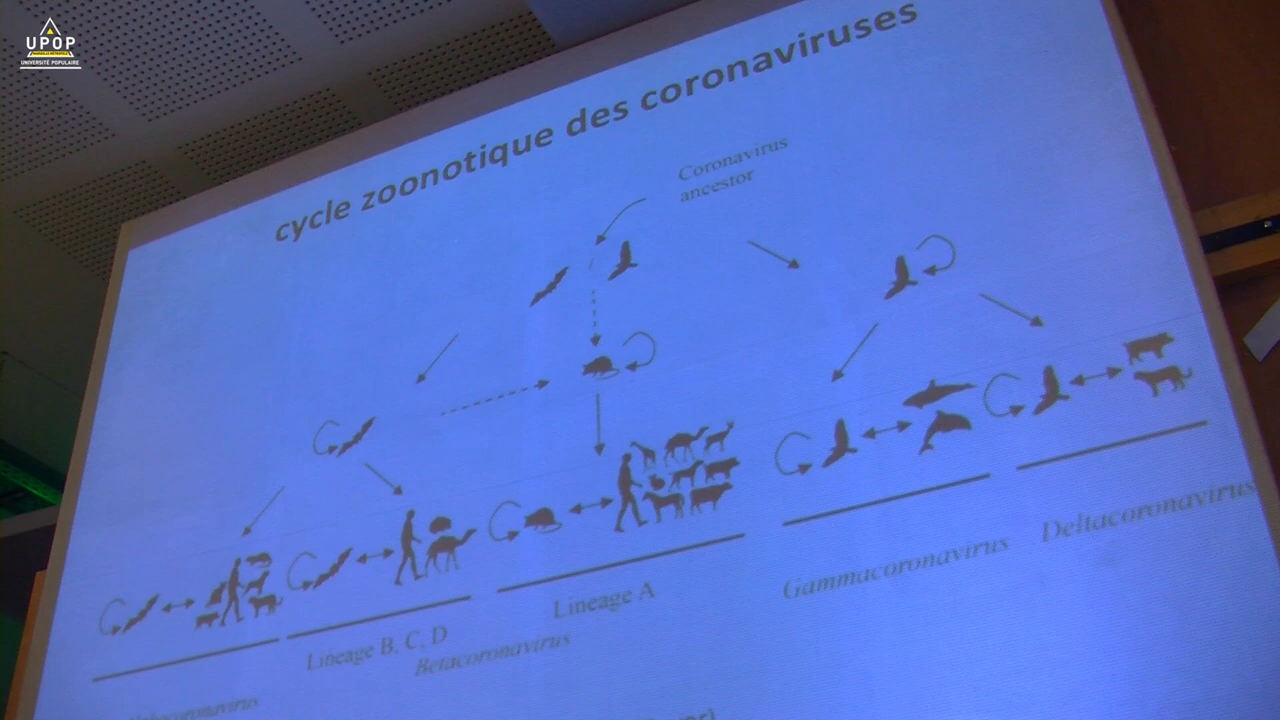 UPOP
UNIVERSITÉ POPULAIRE
cycle zoonotique des coronaviruses
Coronavirus
ancestor
Lineage A
Lineage B, C, D
Gammacoronavirus
Deltacoronavirus
Betacoronavirus